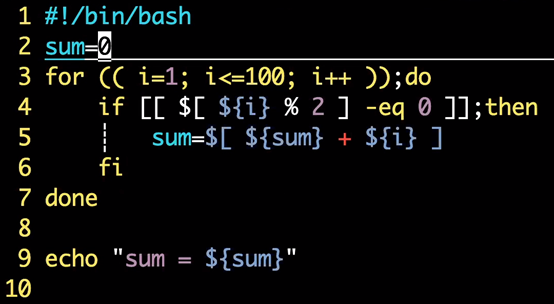 1 #!/bin/bash
2 sum=0
3 for (( i=1; i<=100; i++ ));do
4     if [[ $[ ${i} % 2 ] -eq 0 ]];then
5         sum=$[ ${sum} + ${i} ]
6     fi
7 done
8
9 echo "sum = ${sum}"
10